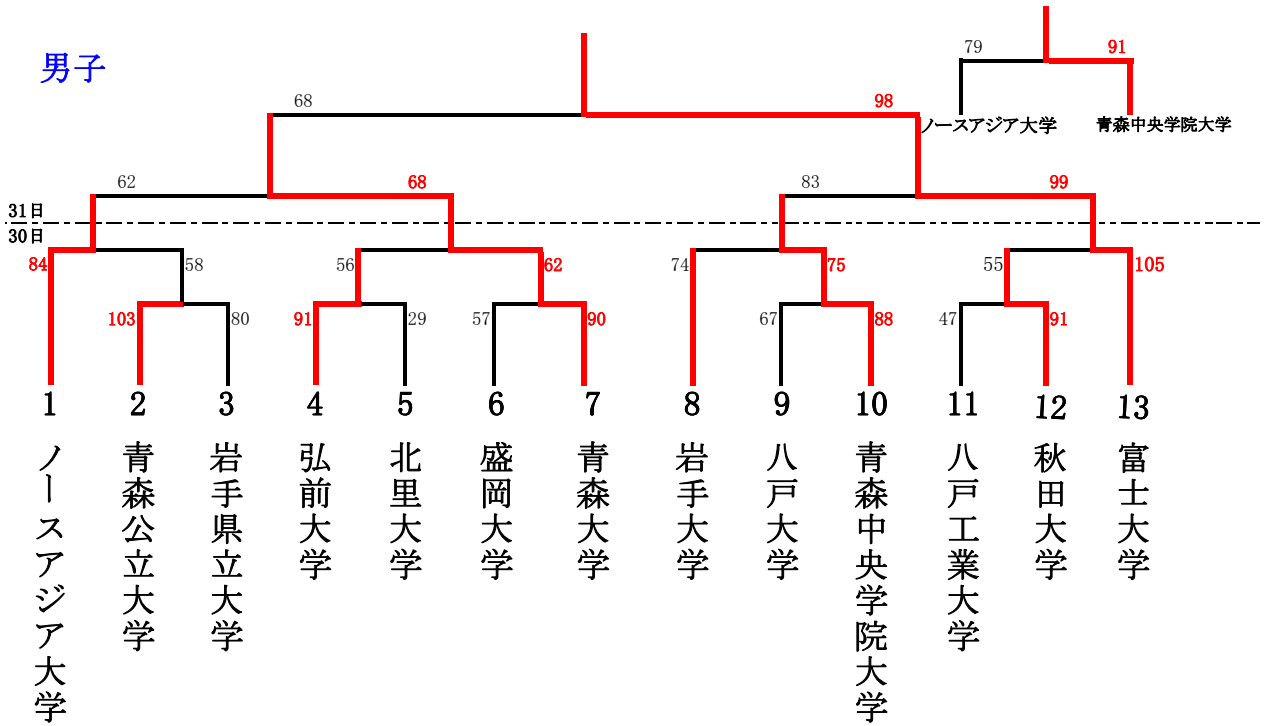 男子
79 91
ノースアジア大学 青森中央学院大学
68 98
62 68 83 99
31日
30日
84 58 56 62 74 75 55 105
103 80 91 29 57 90 67 88 47 91
1 2 3 4 5 6 7 8 9 10 11 12 13
ノースアジア大学
青森公立大学
岩手県立大学
弘前大学
北里大学
盛岡大学
青森大学
岩手大学
八戸大学
青森中央学院大学
八戸工業大学
秋田大学
富士大学